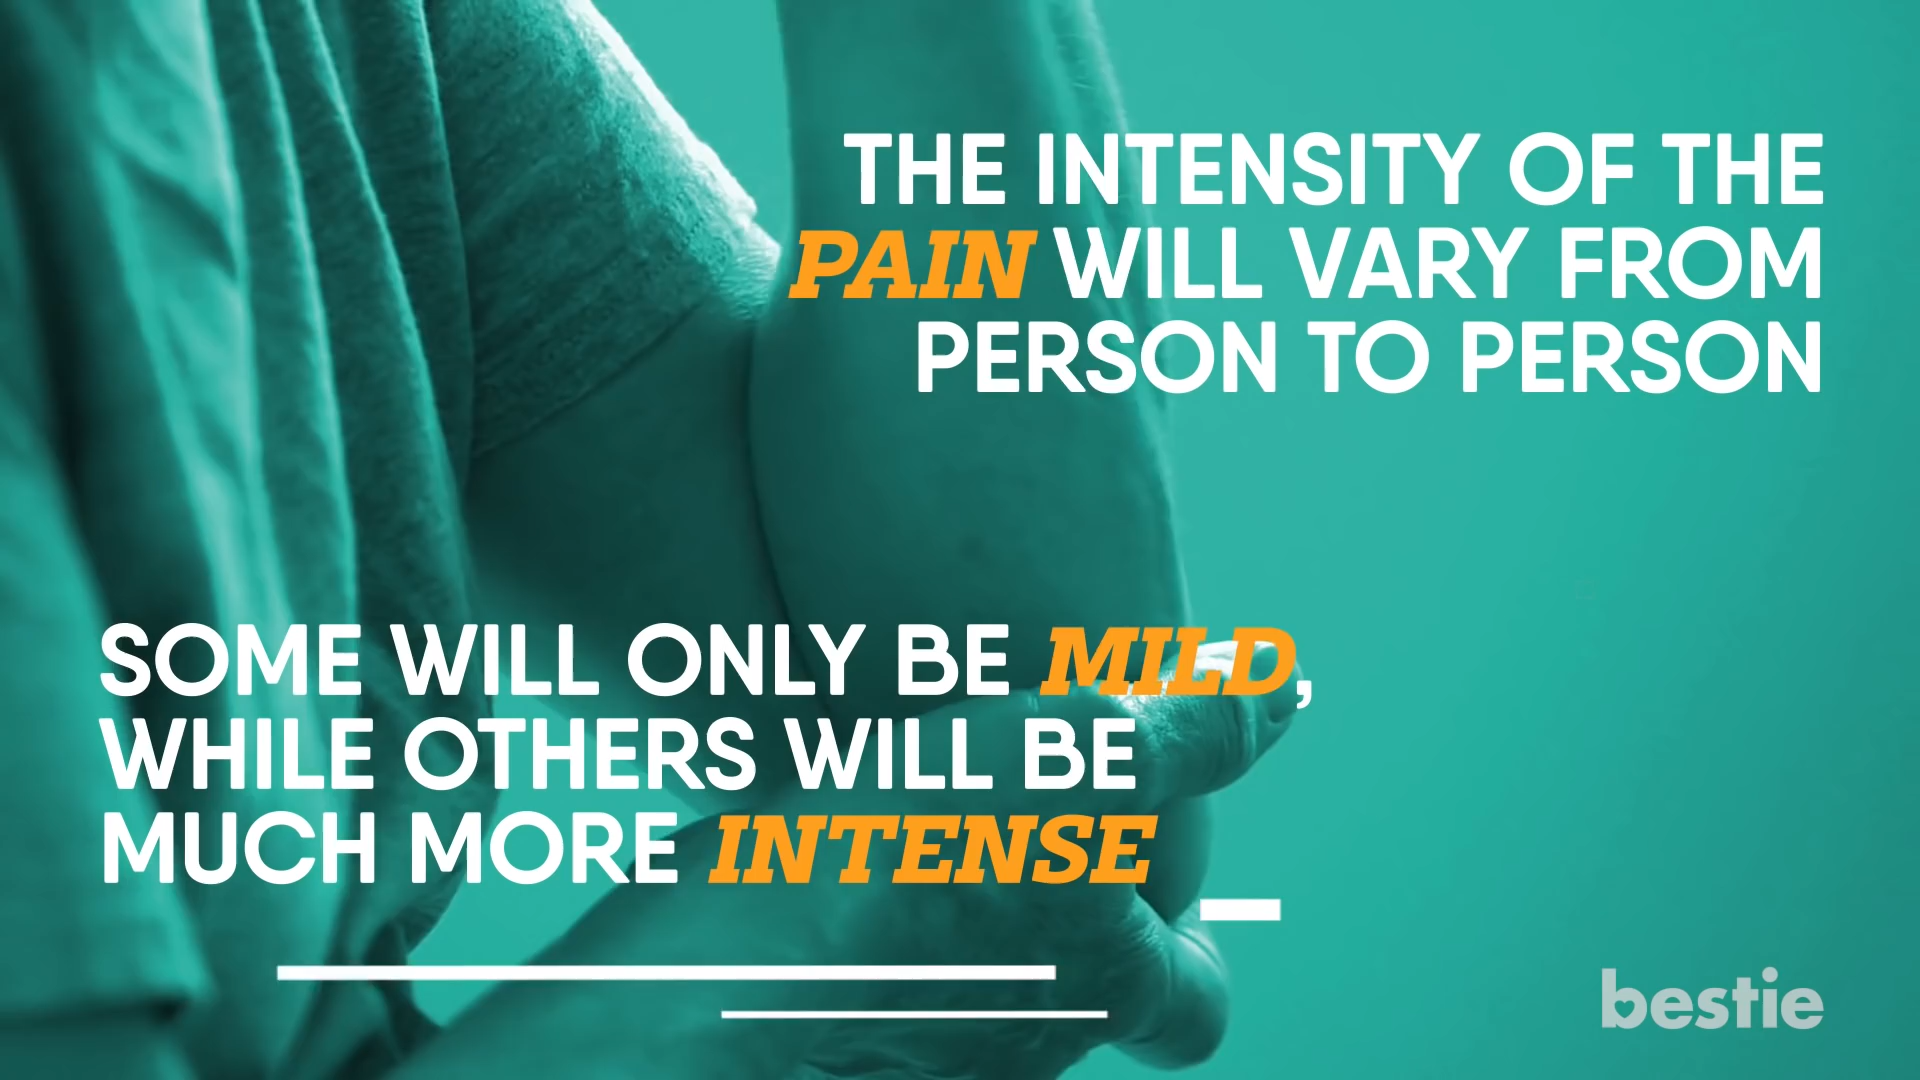 THE INTENSITY OF THE
PAIN WILL VARY FROM
PERSON TO PERSON
SOME WILL ONLY BE MILD,
WHILE OTHERS WILL BE
MUCH MORE INTENSE
bestie